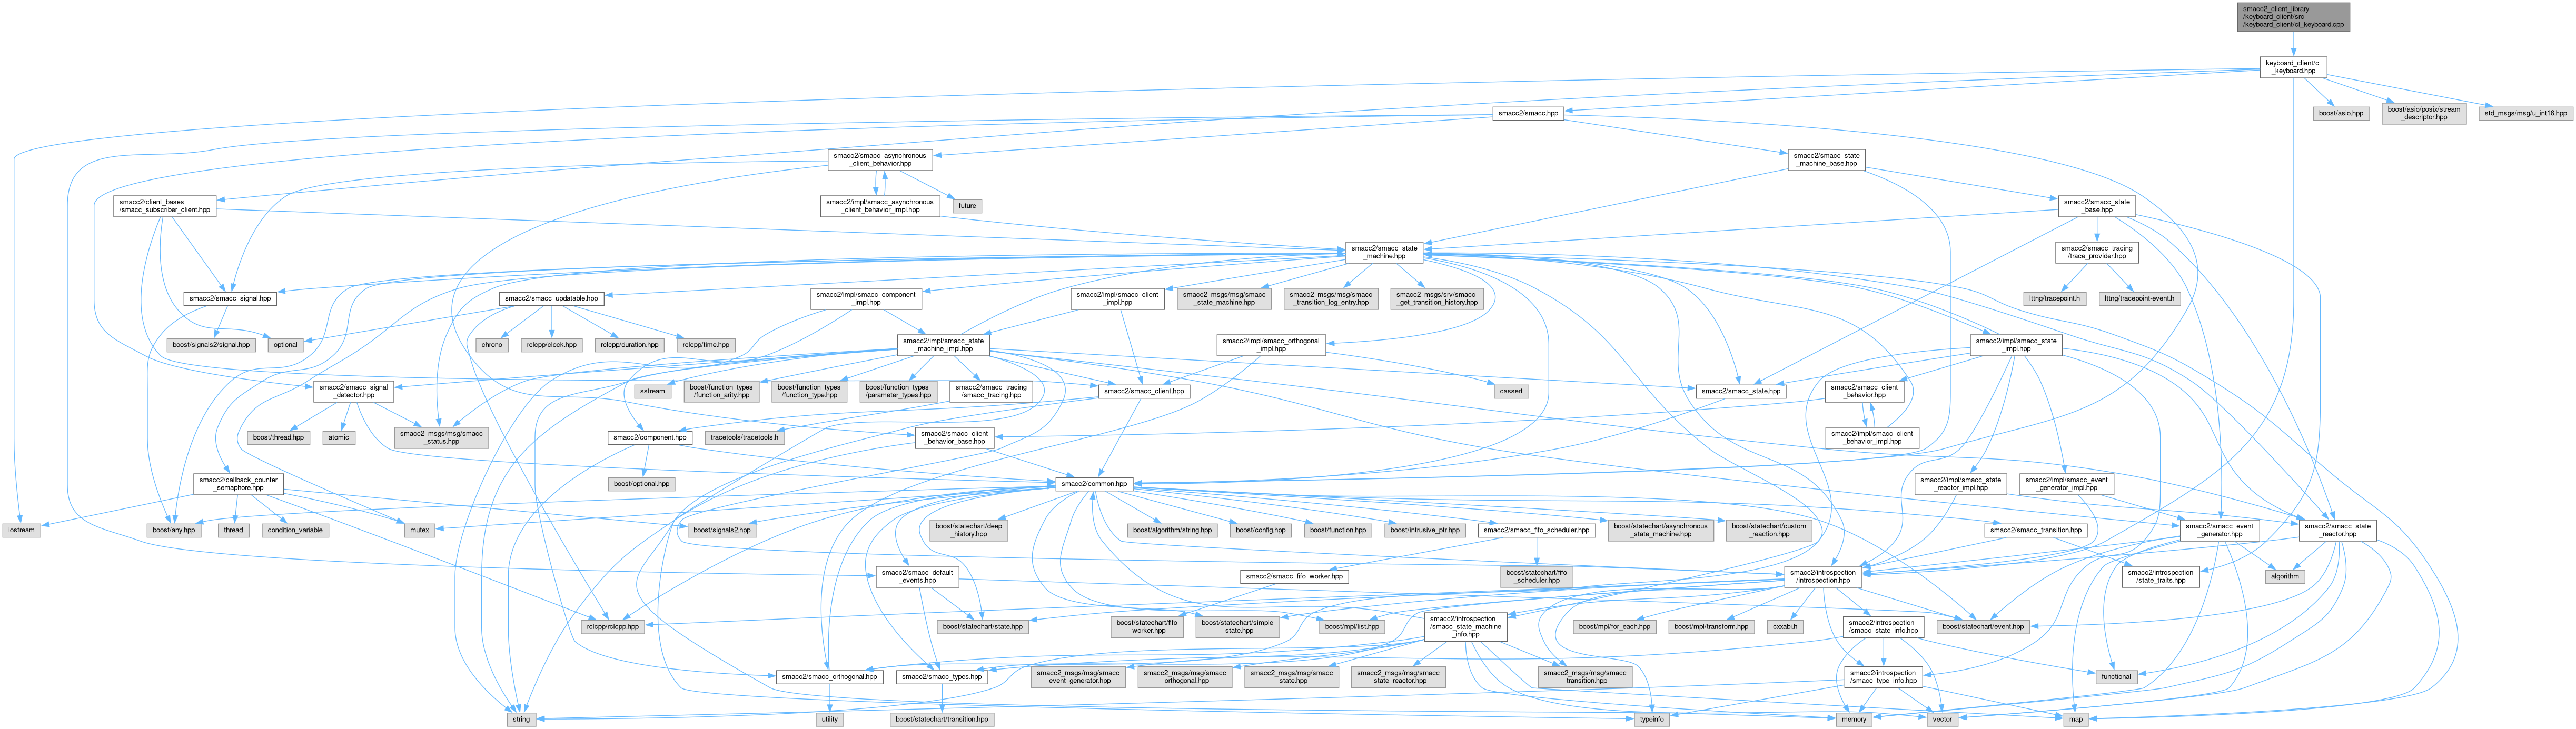 smacc2_client_library
/keyboard_client/src
/keyboard_client/cl_keyboard.cpp
keyboard_client/cl
_keyboard.hpp
smacc2/smacc.hpp
boost/asio.hpp
boost/asio/posix/stream
_descriptor.hpp
std_msgs/msg/u_int16.hpp
smacc2/smacc_asynchronous
_client_behavior.hpp
smacc2/smacc_state
_machine_base.hpp
smacc2/client_bases
/smacc_subscriber_client.hpp
smacc2/impl/smacc_asynchronous
_client_behavior_impl.hpp
future
smacc2/smacc_state
_base.hpp
smacc2/smacc_state
_machine.hpp
smacc2/smacc_tracing
/trace_provider.hpp
smacc2/smacc_signal.hpp
smacc2/smacc_updatable.hpp
smacc2/impl/smacc_component
_impl.hpp
smacc2/impl/smacc_client
_impl.hpp
smacc2_msgs/msg/smacc
_state_machine.hpp
smacc2_msgs/msg/smacc
_transition_log_entry.hpp
smacc2_msgs/srv/smacc
_get_transition_history.hpp
lttng/tracepoint.h
lttng/tracepoint-event.h
boost/signals2/signal.hpp
optional
chrono
rclcpp/clock.hpp
rclcpp/duration.hpp
rclcpp/time.hpp
smacc2/impl/smacc_state
_machine_impl.hpp
smacc2/impl/smacc_orthogonal
_impl.hpp
smacc2/impl/smacc_state
_impl.hpp
smacc2/smacc_signal
_detector.hpp
sstream
boost/function_types
/function_arity.hpp
boost/function_types
/function_type.hpp
boost/function_types
/parameter_types.hpp
smacc2/smacc_tracing
/smacc_tracing.hpp
smacc2/smacc_client.hpp
cassert
smacc2/smacc_state.hpp
smacc2/smacc_client
_behavior.hpp
boost/thread.hpp
atomic
smacc2_msgs/msg/smacc
_status.hpp
smacc2/component.hpp
tracetools/tracetools.h
smacc2/smacc_client
_behavior_base.hpp
smacc2/impl/smacc_client
_behavior_impl.hpp
smacc2/callback_counter
_semaphore.hpp
boost/optional.hpp
smacc2/common.hpp
smacc2/impl/smacc_state
_reactor_impl.hpp
smacc2/impl/smacc_event
_generator_impl.hpp
iostream
boost/any.hpp
thread
condition_variable
mutex
boost/signals2.hpp
boost/statechart/deep
_history.hpp
boost/algorithm/string.hpp
boost/config.hpp
boost/function.hpp
boost/intrusive_ptr.hpp
smacc2/smacc_fifo_scheduler.hpp
boost/statechart/asynchronous
_state_machine.hpp
boost/statechart/custom
_reaction.hpp
smacc2/smacc_transition.hpp
smacc2/smacc_event
_generator.hpp
smacc2/smacc_state
_reactor.hpp
smacc2/smacc_default
_events.hpp
smacc2/smacc_fifo_worker.hpp
boost/statechart/fifo
_scheduler.hpp
smacc2/introspection
/introspection.hpp
smacc2/introspection
/state_traits.hpp
algorithm
rclcpp/rclcpp.hpp
boost/statechart/state.hpp
boost/statechart/fifo
_worker.hpp
boost/statechart/simple
_state.hpp
boost/mpl/list.hpp
smacc2/introspection
/smacc_state_machine
_info.hpp
boost/mpl/for_each.hpp
boost/mpl/transform.hpp
cxxabi.h
smacc2/introspection
/smacc_state_info.hpp
boost/statechart/event.hpp
smacc2/smacc_orthogonal.hpp
smacc2/smacc_types.hpp
smacc2_msgs/msg/smacc
_event_generator.hpp
smacc2_msgs/msg/smacc
_orthogonal.hpp
smacc2_msgs/msg/smacc
_state.hpp
smacc2_msgs/msg/smacc
_state_reactor.hpp
smacc2_msgs/msg/smacc
_transition.hpp
smacc2/introspection
/smacc_type_info.hpp
functional
string
utility
boost/statechart/transition.hpp
typeinfo
memory
vector
map